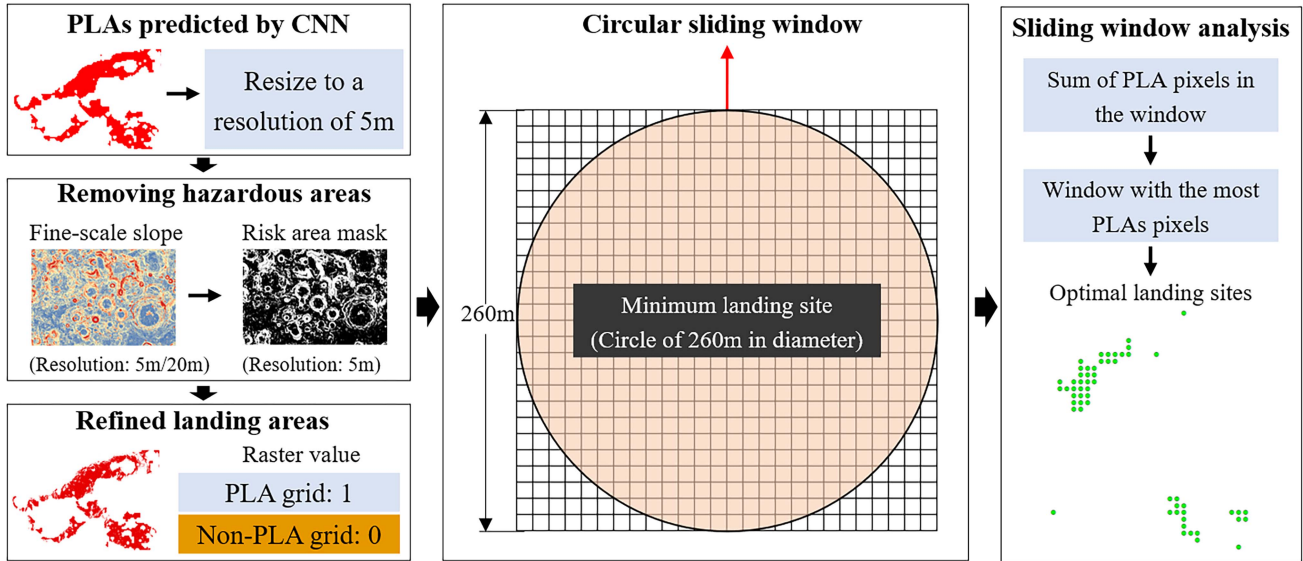 PLAs predicted by CNN
Resize to a
resolution of 5m
Removing hazardous areas
Fine-scale slope
Risk area mask
(Resolution: 5m/20m)
(Resolution: 5m)
Refined landing areas
Raster value
PLA grid: 1
Non-PLA grid: 0
Circular sliding window
260m
Minimum landing site
(Circle of 260m in diameter)
Sliding window analysis
Sum of PLA pixels in
the window
Window with the most
PLAs pixels
Optimal landing sites